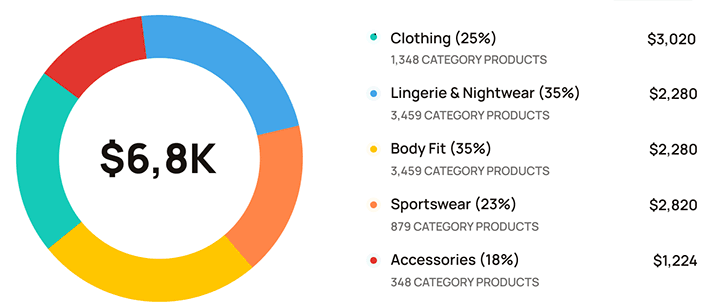 $6,8K
Clothing (25%) $3,020
1,348 CATEGORY PRODUCTS
Lingerie & Nightwear (35%) $2,280
3,459 CATEGORY PRODUCTS
Body Fit (35%) $2,280
3,459 CATEGORY PRODUCTS
Sportswear (23%) $2,820
879 CATEGORY PRODUCTS
Accessories (18%) $1,224
348 CATEGORY PRODUCTS